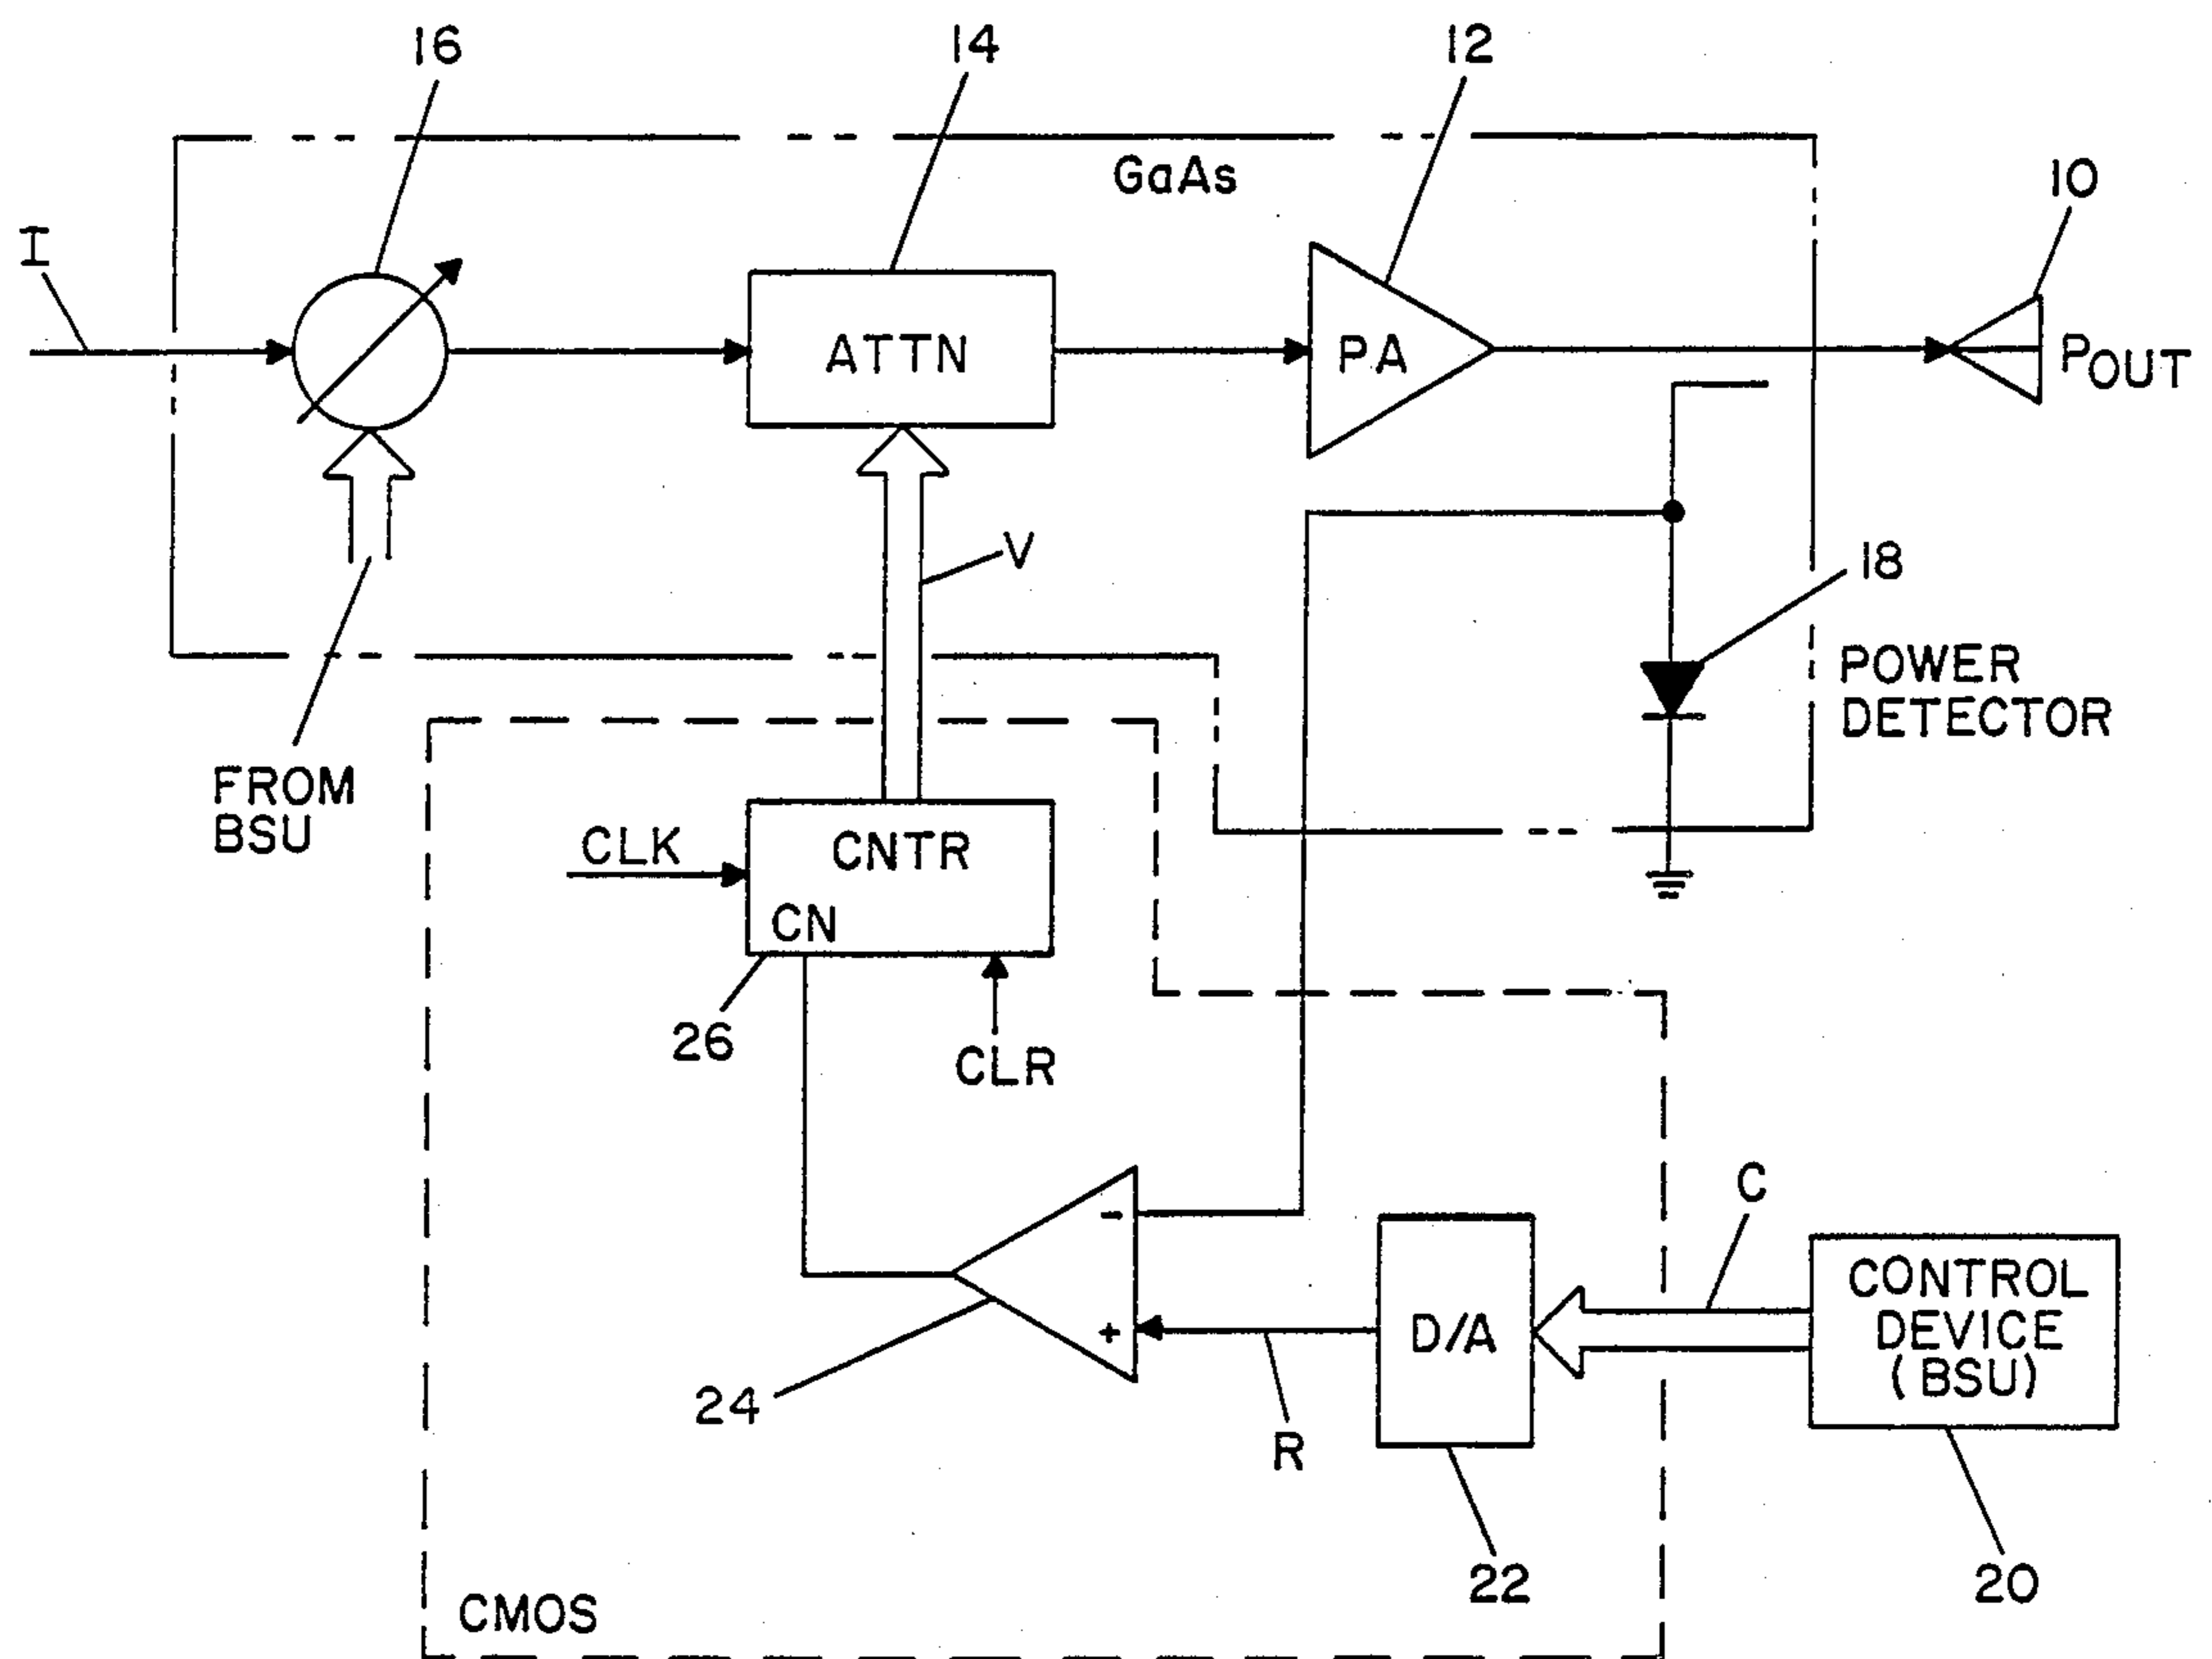 16
14
12
GaAs
10
I
ATTN
PA
POUT
V
18
POWER
DETECTOR
FROM
BSU
CLK
CNTR
CN
26
CLR
C
-
+
D/A
CONTROL
DEVICE
(BSU)
24
R
22
20
CMOS